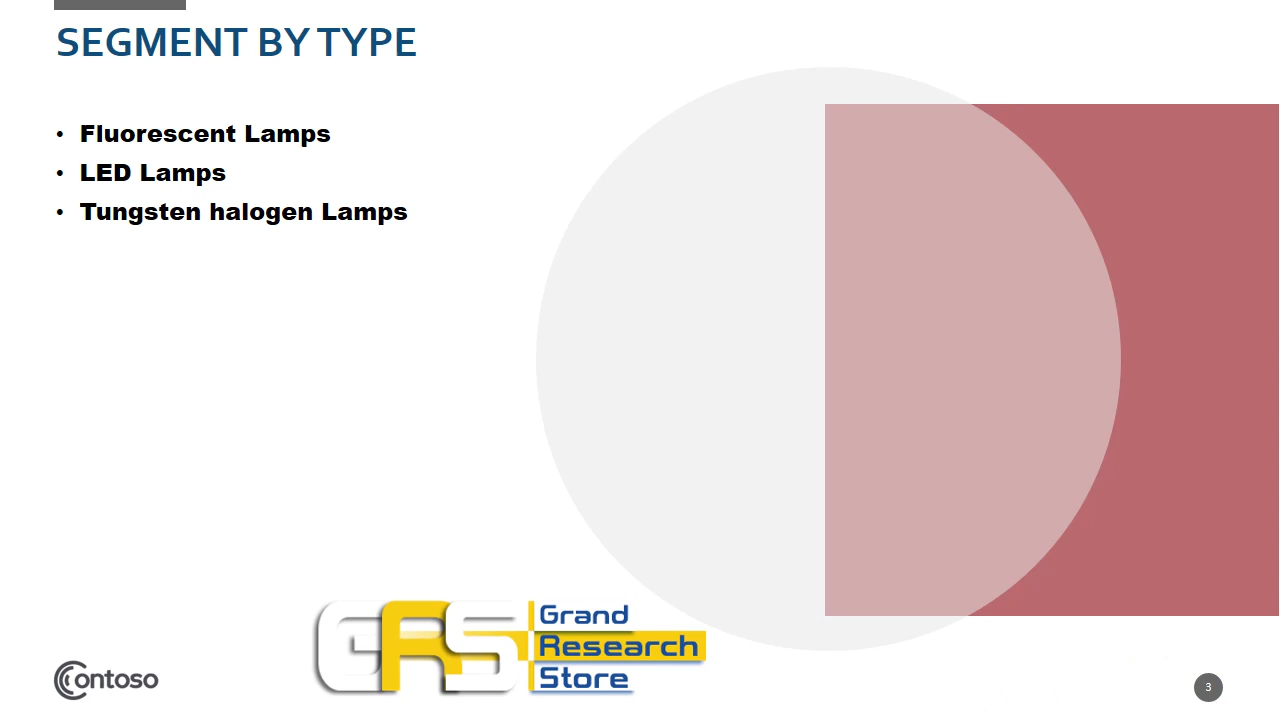 SEGMENT BY TYPE
• Fluorescent Lamps
• LED Lamps
• Tungsten halogen Lamps
GRS
Grand
Research
Store
Contoso
3